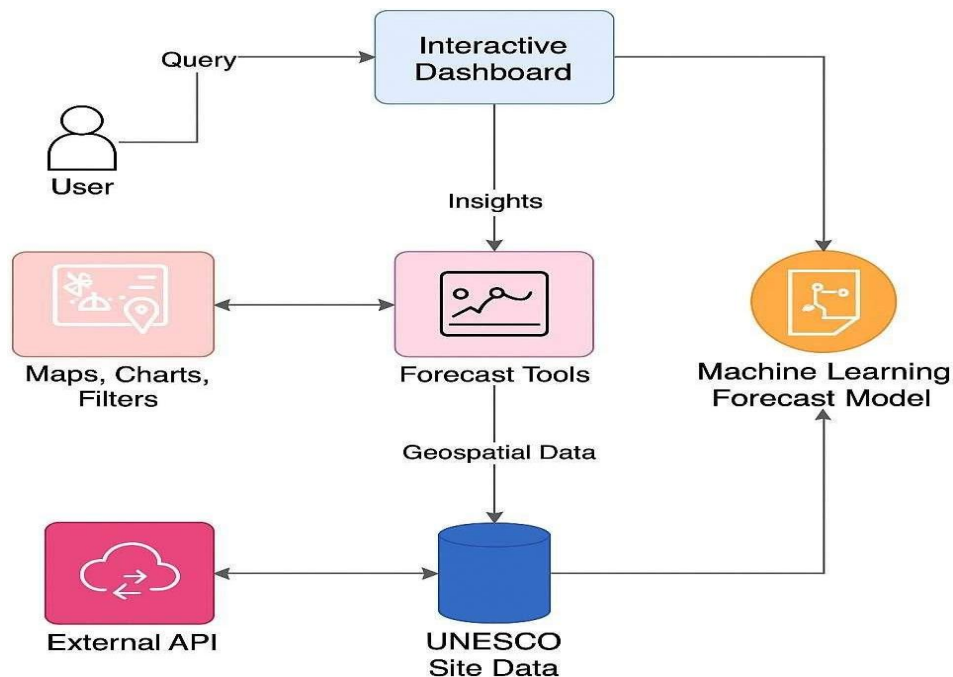 Interactive
Dashboard
Query
User
Insights
Maps, Charts,
Filters
Forecast Tools
Machine Learning
Forecast Model
Geospatial Data
External API
UNESCO
Site Data